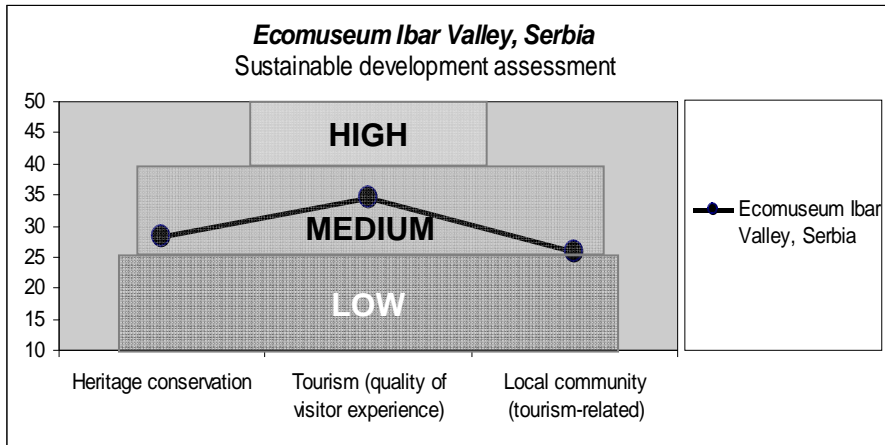 Ecomuseum Ibar Valley, Serbia
Sustainable development assessment
50
45
40
35
30
25
20
15
10
HIGH
MEDIUM
LOW
Heritage conservation
Tourism (quality of
visitor experience)
Local community
(tourism-related)
Ecomuseum Ibar
Valley, Serbia